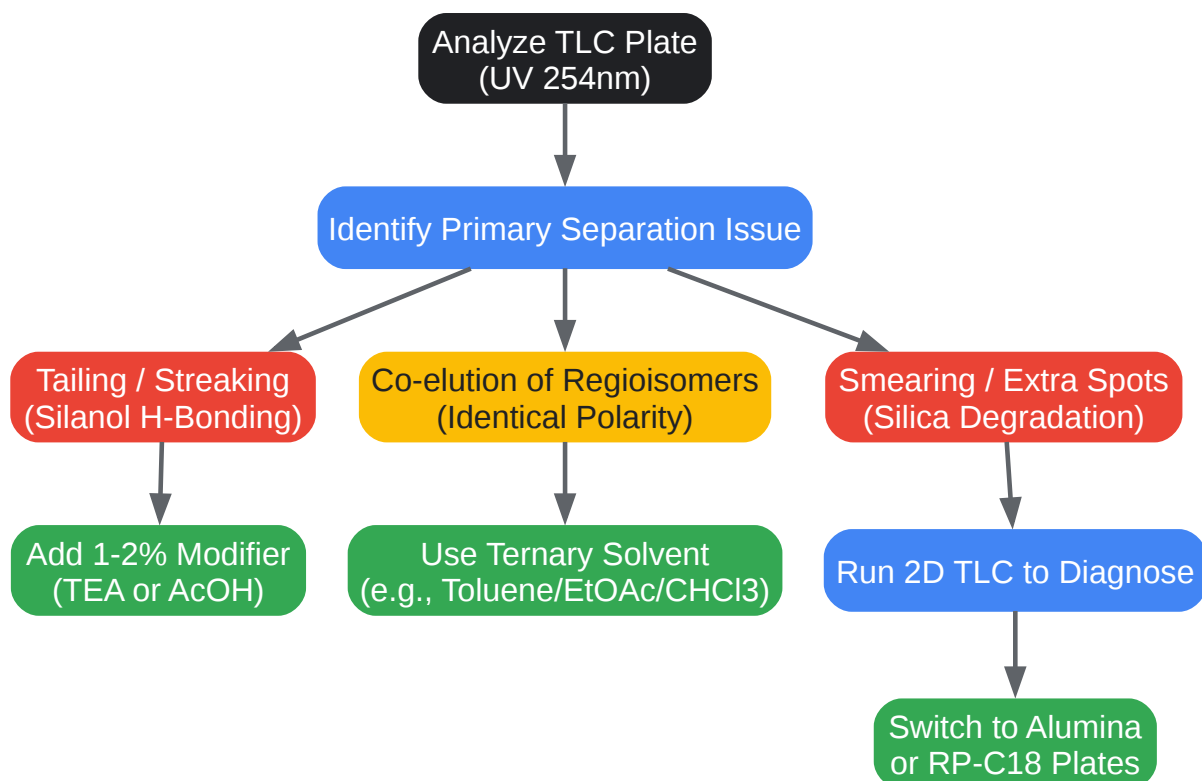 Analyze TLC Plate
(UV 254nm)
Identify Primary Separation Issue
Tailing / Streaking
(Silanol H-Bonding)
Co-elution of Regioisomers
(Identical Polarity)
Smearing / Extra Spots
(Silica Degradation)
Add 1-2% Modifier
(TEA or AcOH)
Use Ternary Solvent
(e.g., Toluene/EtOAc/CHCl3)
Run 2D TLC to Diagnose
Switch to Alumina
or RP-C18 Plates